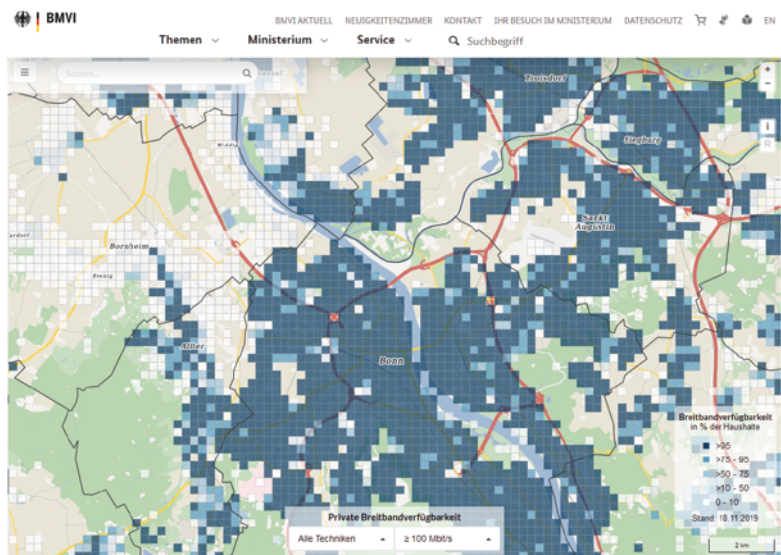 BMVI
BMVI AKTUELL NEUIGKEITENZIMMER KONTAKT IHR BESUCH IM MINISTERIUM DATENSCHUTZ EN
Themen Ministerium Service Suchbegriff
Suchen...
Troisdorf
+
−
Widdig
Siegburg
i
R
Sankt
Augustin
Bornheim
Brenig
Alfter
Bonn
Breitbandverfügbarkeit
in % der Haushalte
>95
>75 - 95
>50 - 75
>10 - 50
0 - 10
Stand: 18.11.2019
Private Breitbandverfügbarkeit
Alle Techniken ≥ 100 Mbit/s
2 km